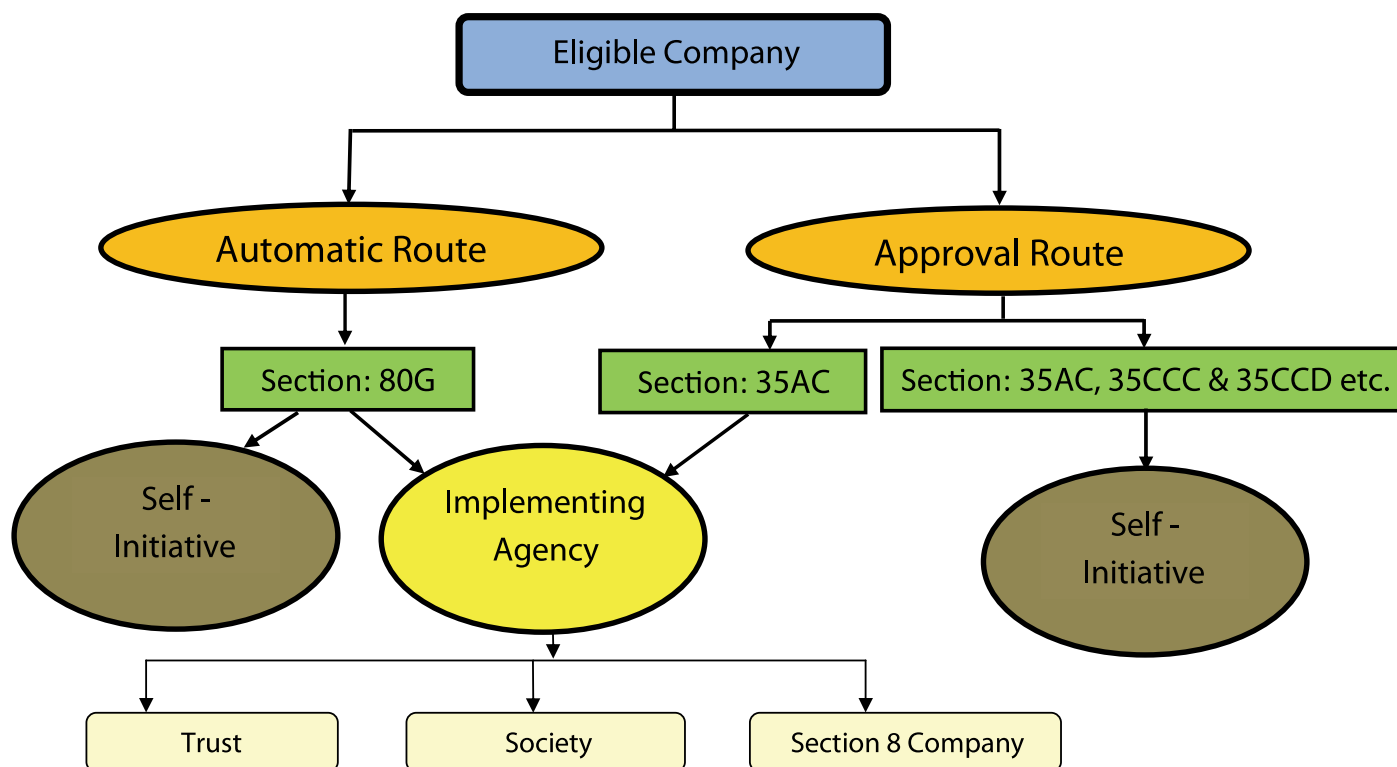 Eligible Company
Automatic Route
Approval Route
Section: 80G
Section: 35AC
Section: 35AC, 35CCC & 35CCD etc.
Self -
Initiative
Implementing
Agency
Self -
Initiative
Trust
Society
Section 8 Company